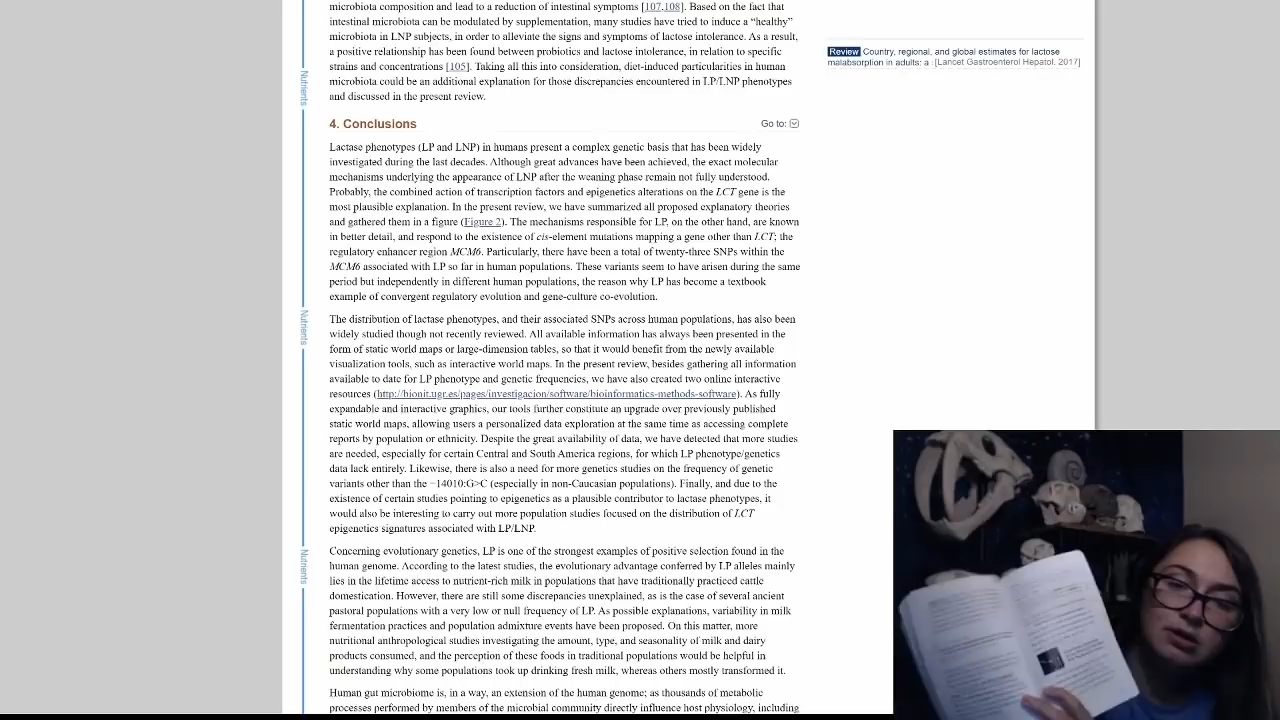 microbiota composition and lead to a reduction of intestinal symptoms [107,108]. Based on the fact that
intestinal microbiota can be modulated by supplementation, many studies have tried to induce a “healthy”
microbiota in LNP subjects, in order to alleviate the signs and symptoms of lactose intolerance. As a result,
a positive relationship has been found between probiotics and lactose intolerance, in relation to specific
strains and concentrations [105]. Taking all this into consideration, diet-induced particularities in human
microbiota could be an additional explanation for those discrepancies encountered in LP/LNP phenotypes
and discussed in the present review.
Review Country, regional, and global estimates for lactose
malabsorption in adults: a [Lancet Gastroenterol Hepatol. 2017]
Nutrients
4. Conclusions
Go to:
Lactase phenotypes (LP and LNP) in humans present a complex genetic basis that has been widely
investigated during the last decades. Although great advances have been achieved, the exact molecular
mechanisms underlying the appearance of LNP after the weaning phase remain not fully understood.
Probably, the combined action of transcription factors and epigenetics alterations on the LCT gene is the
most plausible explanation. In the present review, we have summarized all proposed explanatory theories
and gathered them in a figure (Figure 2). The mechanisms responsible for LP, on the other hand, are known
in better detail, and respond to the existence of cis-element mutations mapping a gene other than LCT; the
regulatory enhancer region MCM6. Particularly, there have been a total of twenty-three SNPs within the
MCM6 associated with LP so far in human populations. These variants seem to have arisen during the same
period but independently in different human populations, the reason why LP has become a textbook
example of convergent regulatory evolution and gene-culture co-evolution.
Nutrients
The distribution of lactase phenotypes, and their associated SNPs across human populations, has also been
widely studied though not recently reviewed. All available information has always been presented in the
form of static world maps or large-dimension tables, so that it would benefit from the newly available
visualization tools, such as interactive world maps. In the present review, besides gathering all information
available to date for LP phenotype and genetic frequencies, we have also created two online interactive
resources (http://bionit.ugr.es/pages/investigacion/software/bioinformatics-methods-software). As fully
expandable and interactive graphics, our tools further constitute an upgrade over previously published
static world maps, allowing users a personalized data exploration at the same time as accessing complete
reports by population or ethnicity. Despite the great availability of data, we have detected that more studies
are needed, especially for certain Central and South America regions, for which LP phenotype/genetics
data lack entirely. Likewise, there is also a need for more genetics studies on the frequency of genetic
variants other than the −14010:G>C (especially in non-Caucasian populations). Finally, and due to the
existence of certain studies pointing to epigenetics as a plausible contributor to lactase phenotypes, it
would also be interesting to carry out more population studies focused on the distribution of LCT
epigenetics signatures associated with LP/LNP.
Nutrients
Concerning evolutionary genetics, LP is one of the strongest examples of positive selection found in the
human genome. According to the latest studies, the evolutionary advantage conferred by LP alleles mainly
lies in the lifetime access to nutrient-rich milk in populations that have traditionally practiced cattle
domestication. However, there are still some discrepancies unexplained, as is the case of several ancient
pastoral populations with a very low or null frequency of LP. As possible explanations, variability in milk
fermentation practices and population admixture events have been proposed. On this matter, more
nutritional anthropological studies investigating the amount, type, and seasonality of milk and dairy
products consumed, and the perception of these foods in traditional populations would be helpful in
understanding why some populations took up drinking fresh milk, whereas others mostly transformed it.
Human gut microbiome is, in a way, an extension of the human genome; as thousands of metabolic
processes performed by members of the microbial community directly influence host physiology, including